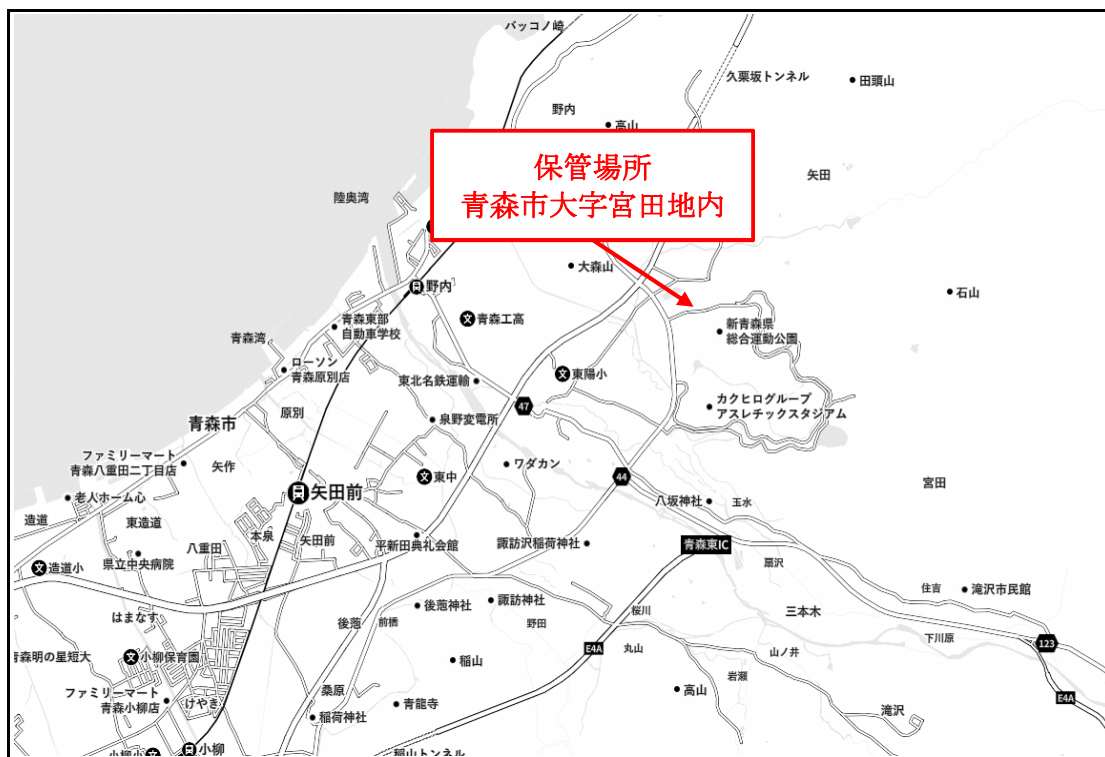 バッコノ崎
久栗坂トンネル
田頭山
野内
高山
保管場所
青森市大字宮田地内
矢田
陸奥湾
大森山
野内
石山
青森工高
青森東部
自動車学校
新青森県
総合運動公園
青森湾
ローソン
青森原別店
東北名鉄運輸
東陽小
カクヒログループ
アスレチックスタジアム
47
原別
泉野変電所
青森市
ファミリーマート
青森八重田二丁目店
矢作
ワダカン
東中
44
宮田
矢田前
老人ホーム心
八坂神社
玉水
造道
東造道
本泉
矢田前
平新田典礼会館
諏訪沢稲荷神社
青森東IC
八重田
県立中央病院
造道小
扇沢
住吉
滝沢市民館
はまなす
後萢神社
諏訪神社
桜川
三本木
後萢
前橋
野田
下川原
123
青森明の星短大
小柳保育園
稲山
E4A
丸山
山ノ井
岩瀬
高山
E4A
ファミリーマート
青森小柳店
けやき
桑原
青龍寺
稲荷神社
滝沢
小柳小
小柳
稲山トンネル